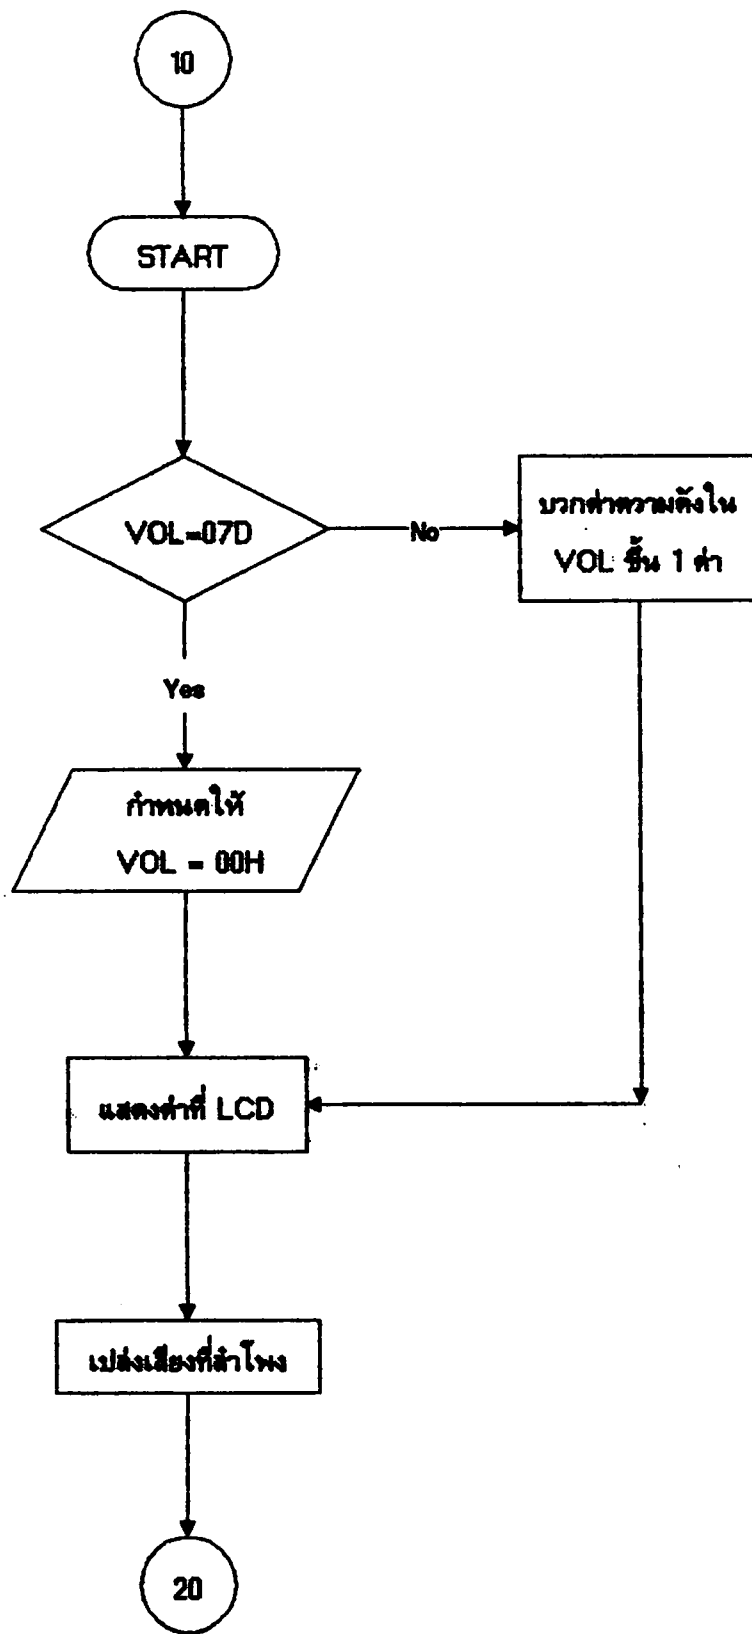 10
START
VOL=07D
No
บวกค่าความดังใน
VOL ขึ้น 1 ค่า
Yes
กำหนดให้
VOL = 00H
แสดงค่าที่ LCD
เปล่งเสียงที่ลำโพง
20